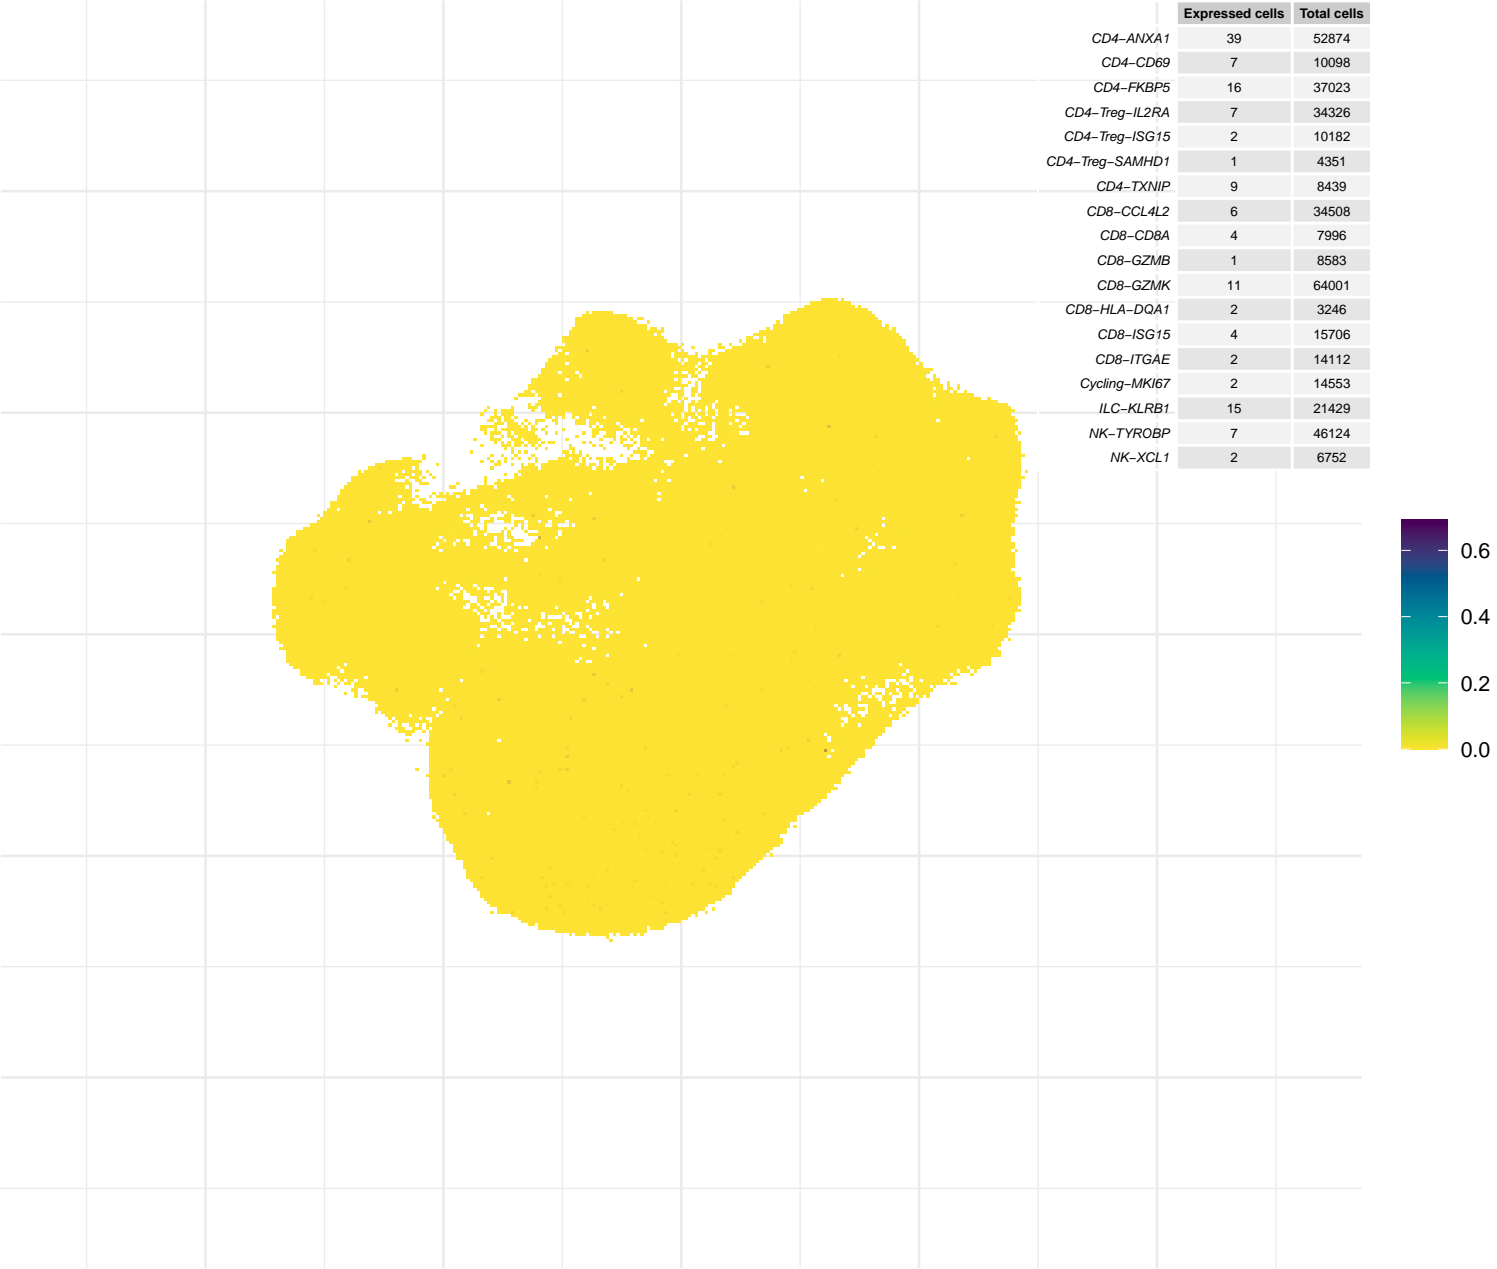 Expressed cells Total cells
CD4−ANXA1 39 52874
CD4−CD69 7 10098
CD4−FKBP5 16 37023
CD4−Treg−IL2RA 7 34326
CD4−Treg−ISG15 2 10182
CD4−Treg−SAMHD1 1 4351
CD4−TXNIP 9 8439
CD8−CCL4L2 6 34508
CD8−CD8A 4 7996
CD8−GZMB 1 8583
CD8−GZMK 11 64001
CD8−HLA−DQA1 2 3246
CD8−ISG15 4 15706
CD8−ITGAE 2 14112
Cycling−MKI67 2 14553
ILC−KLRB1 15 21429
NK−TYROBP 7 46124
NK−XCL1 2 6752
0.6
0.4
0.2
0.0